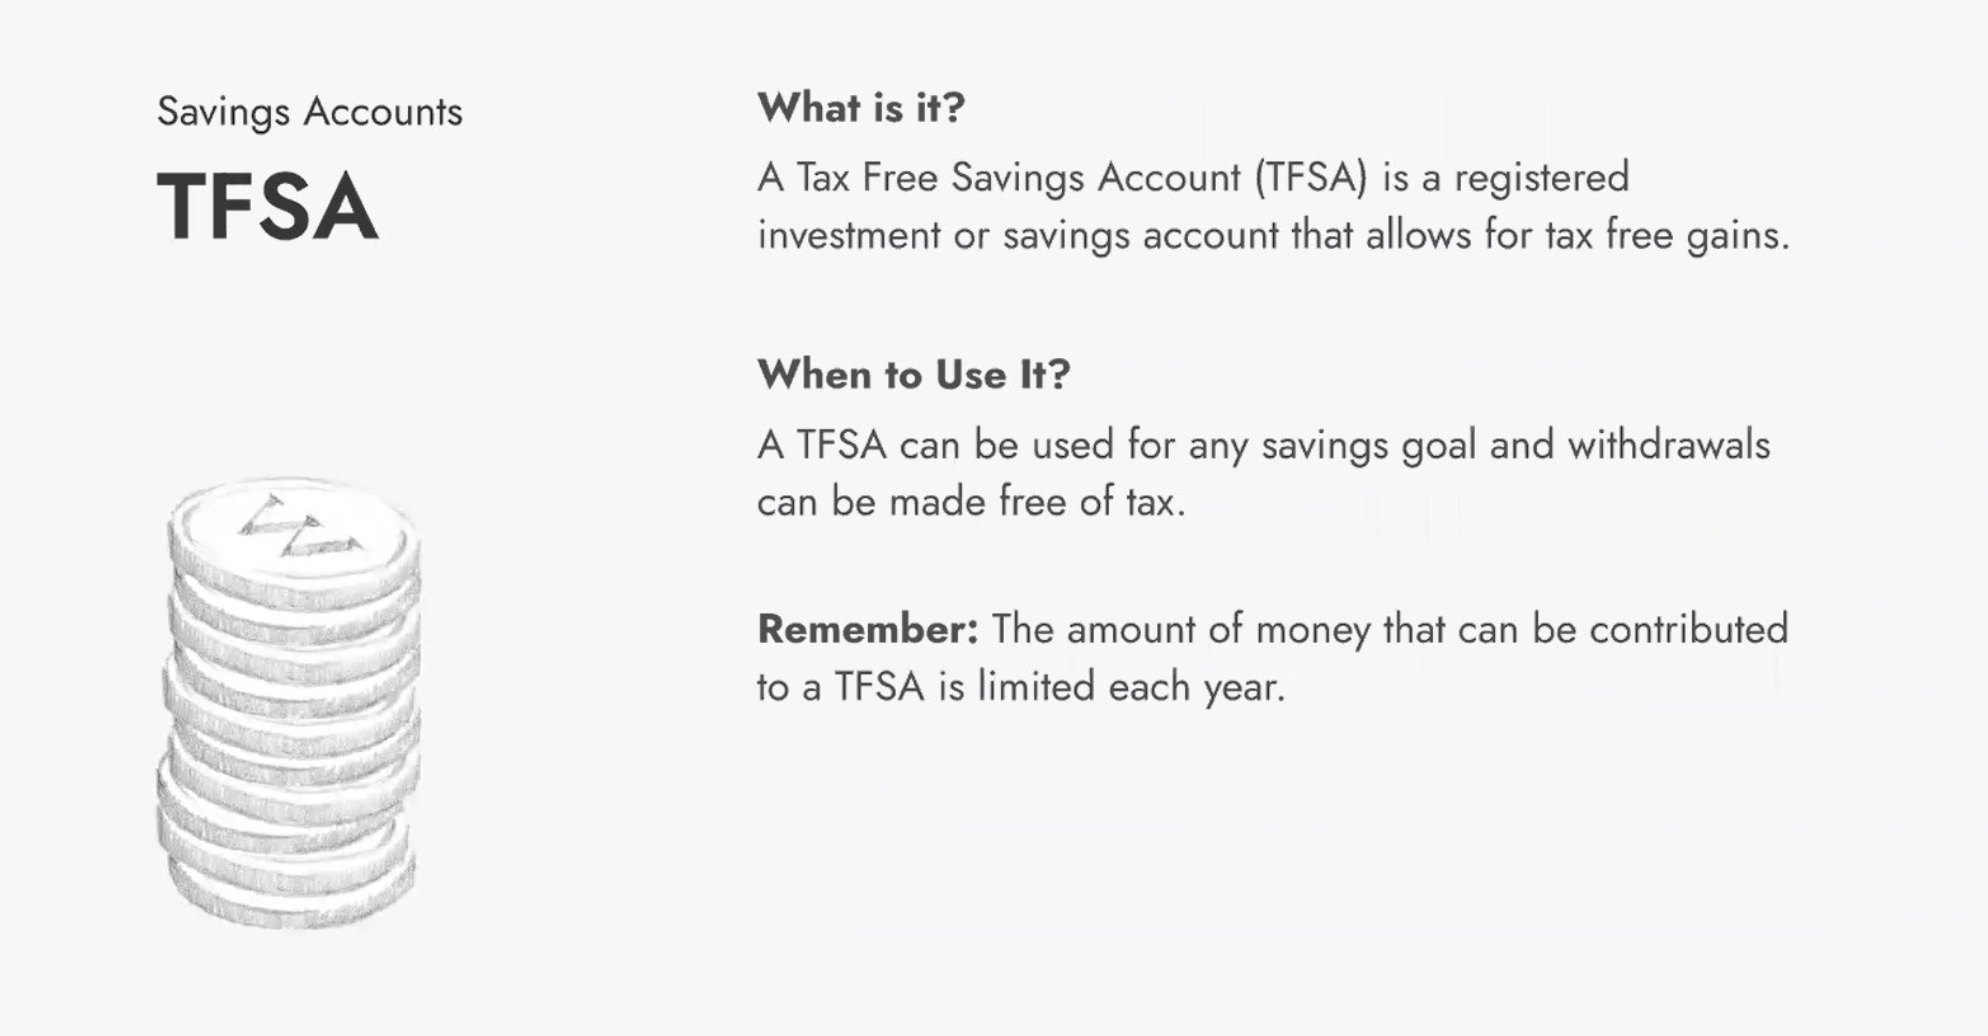 Savings Accounts
TFSA
What is it?
A Tax Free Savings Account (TFSA) is a registered
investment or savings account that allows for tax free gains.
When to Use It?
A TFSA can be used for any savings goal and withdrawals
can be made free of tax.
Remember: The amount of money that can be contributed
to a TFSA is limited each year.